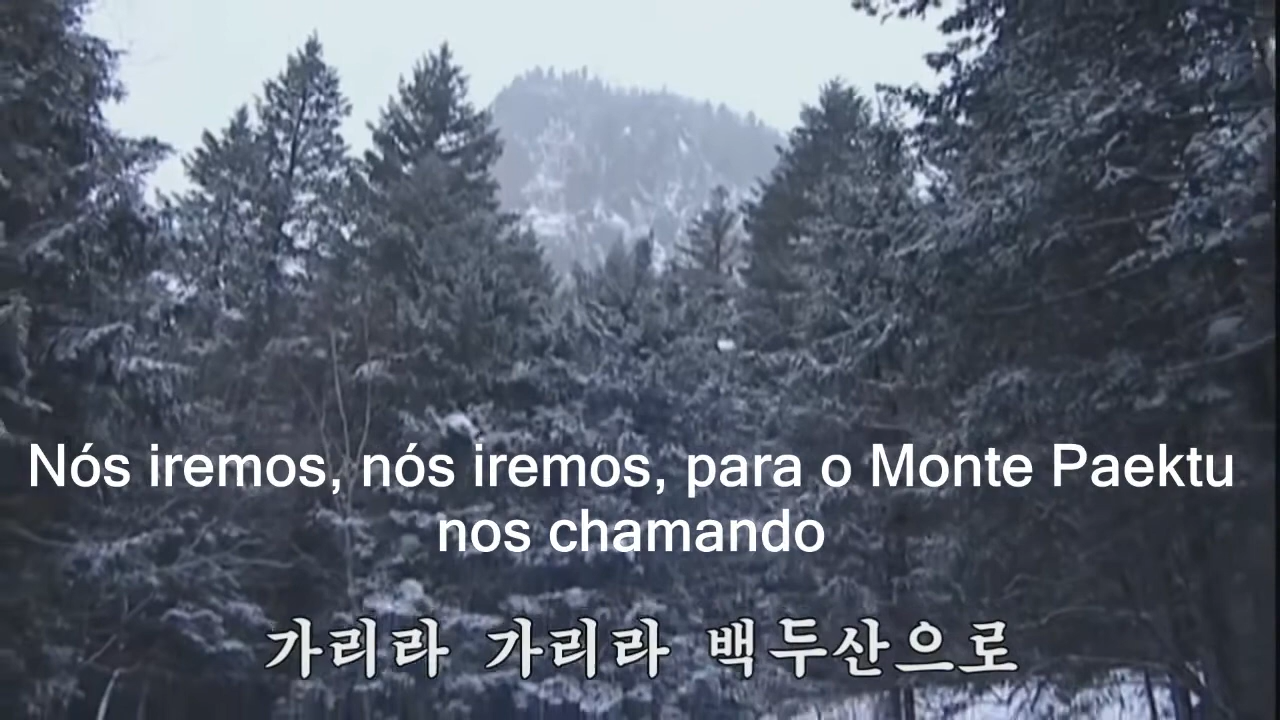 Nós iremos, nós iremos, para o Monte Paektu
nos chamando
가리라 가리라 백두산으로